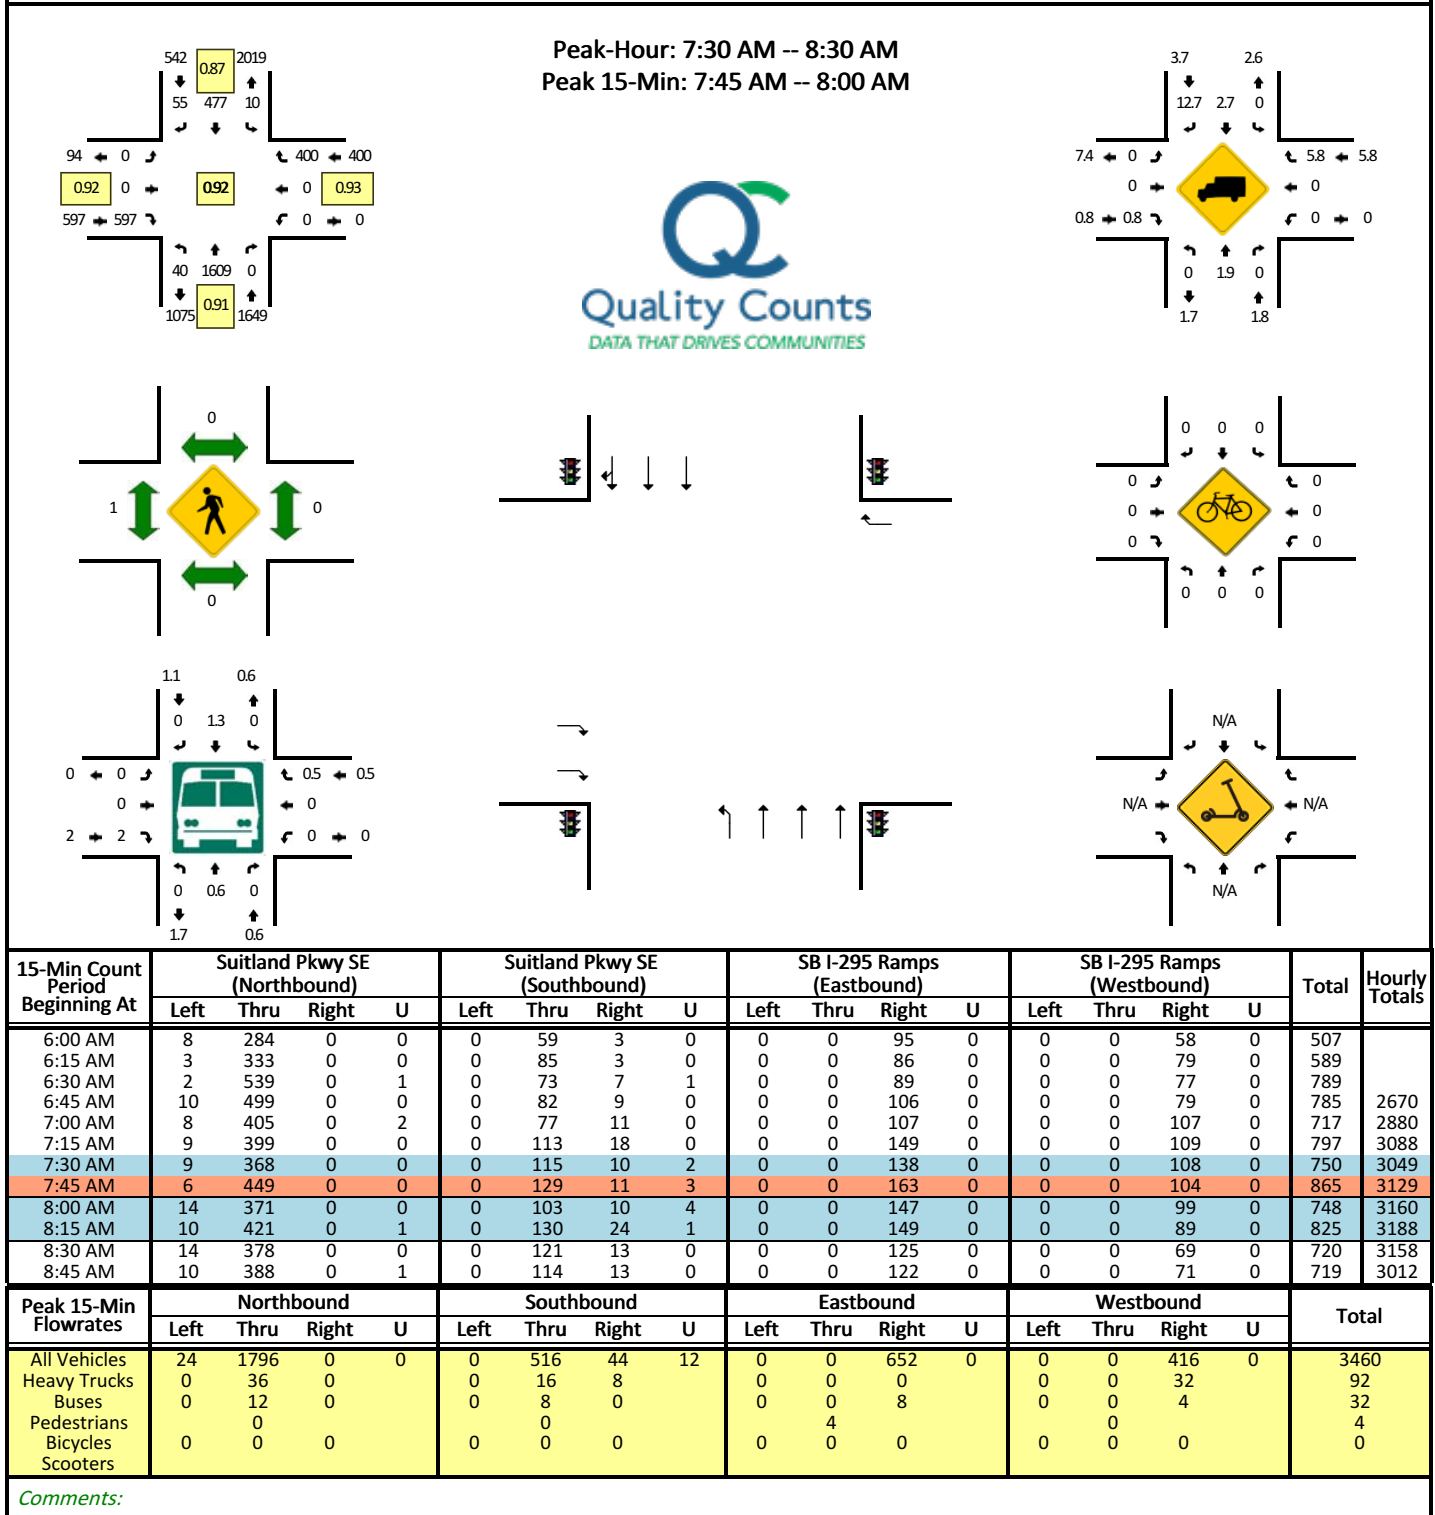 Peak-Hour: 7:30 AM -- 8:30 AM
Peak 15-Min: 7:45 AM -- 8:00 AM
542 0.87 2019
55 477 10
94 0 400 400
0.92 0 0.92 0 0.93
597 597 0 0
40 1609 0
1075 0.91 1649
QC
Quality Counts
DATA THAT DRIVES COMMUNITIES
3.7 2.6
12.7 2.7 0
7.4 0 5.8 5.8
0 0
0.8 0.8 0 0
0 1.9 0
1.7 1.8
0
1 0
0
0 0 0
0 0
0 0
0 0
0 0 0
1.1 0.6
0 1.3 0
0 0 0.5 0.5
0 0
2 2 0 0
0 0.6 0
1.7 0.6
N/A
N/A N/A
N/A
15-Min Count Period Beginning At Suitland Pkwy SE (Northbound) Suitland Pkwy SE (Southbound) SB I-295 Ramps (Eastbound) SB I-295 Ramps (Westbound) Total Hourly Totals
Left Thru Right U Left Thru Right U Left Thru Right U Left Thru Right U
6:00 AM 8 284 0 0 0 59 3 0 0 0 95 0 0 0 58 0 507
6:15 AM 3 333 0 0 0 85 3 0 0 0 86 0 0 0 79 0 589
6:30 AM 2 539 0 1 0 73 7 1 0 0 89 0 0 0 77 0 789
6:45 AM 10 499 0 0 0 82 9 0 0 0 106 0 0 0 79 0 785 2670
7:00 AM 8 405 0 2 0 77 11 0 0 0 107 0 0 0 107 0 717 2880
7:15 AM 9 399 0 0 0 113 18 0 0 0 149 0 0 0 109 0 797 3088
7:30 AM 9 368 0 0 0 115 10 2 0 0 138 0 0 0 108 0 750 3049
7:45 AM 6 449 0 0 0 129 11 3 0 0 163 0 0 0 104 0 865 3129
8:00 AM 14 371 0 0 0 103 10 4 0 0 147 0 0 0 99 0 748 3160
8:15 AM 10 421 0 1 0 130 24 1 0 0 149 0 0 0 89 0 825 3188
8:30 AM 14 378 0 0 0 121 13 0 0 0 125 0 0 0 69 0 720 3158
8:45 AM 10 388 0 1 0 114 13 0 0 0 122 0 0 0 71 0 719 3012
Peak 15-Min Flowrates Northbound Southbound Eastbound Westbound Total
Left Thru Right U Left Thru Right U Left Thru Right U Left Thru Right U
All Vehicles 24 1796 0 0 0 516 44 12 0 0 652 0 0 0 416 0 3460
Heavy Trucks 0 36 0 0 16 8 0 0 0 0 0 32 92
Buses 0 12 0 0 8 0 0 0 8 0 0 4 32
Pedestrians 0 0 4 0 4
Bicycles 0 0 0 0 0 0 0 0 0 0 0 0 0
Scooters
Comments: